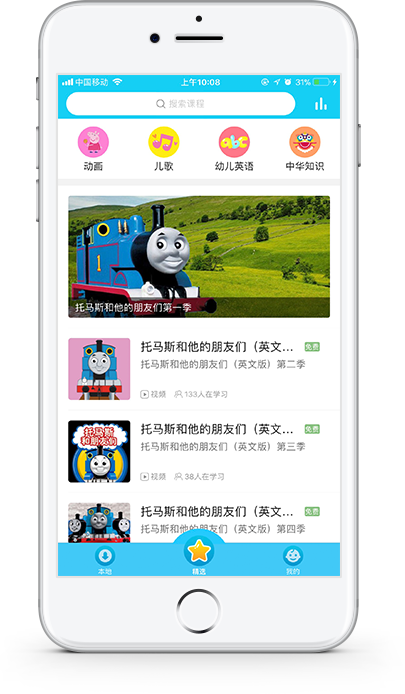 中国移动
上午10:08
31%
搜索课程
abc
动画
儿歌
幼儿英语
中华知识
1
托马斯和他的朋友们第一季
托马斯和他的朋友们（英文... 免费
托马斯和他的朋友们（英文版）第二季
视频 133人在学习
托马斯
和朋友们
托马斯和他的朋友们（英文... 免费
托马斯和他的朋友们（英文版）第三季
视频 38人在学习
托马斯和他的朋友们（英文... 免费
托马斯和他的朋友们（英文版）第四季
本地
精选
我的